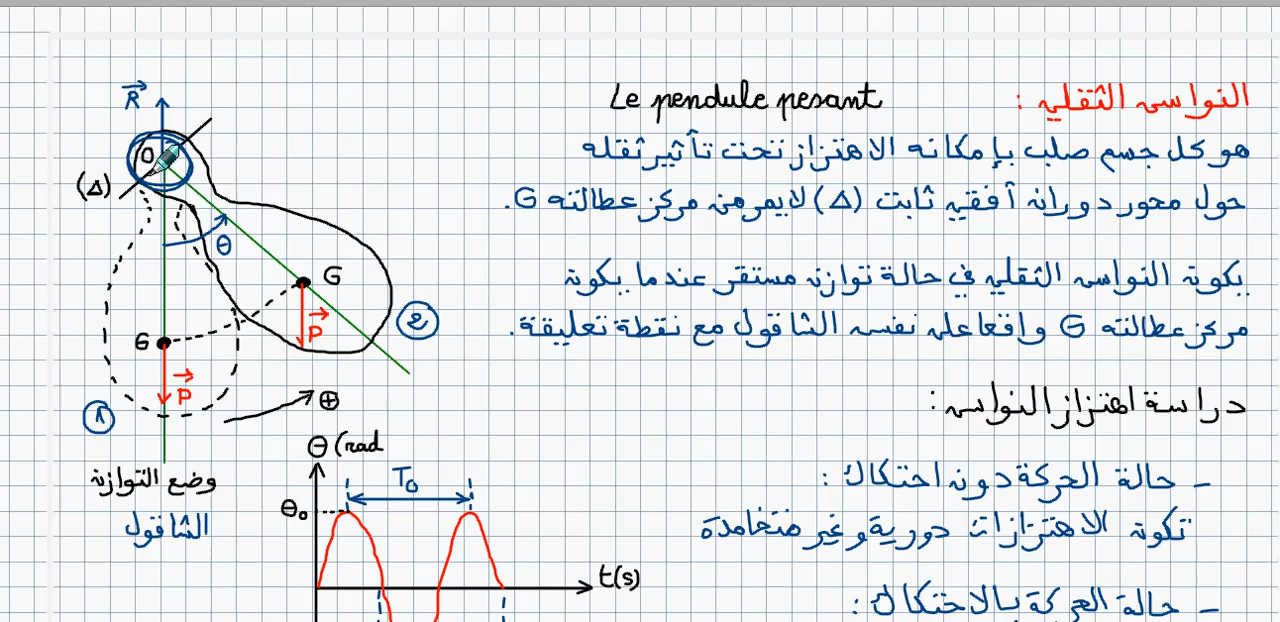 النواس الثقلي : Le pendule pesant
هو كل جسم صلب بإمكانه الاهتزاز تحت تأثير ثقله
حول محور دوران أفقي ثابت (Δ) لا يمر من مركز عطالته G.
يكون النواس الثقلي في حالة توازن مستقر عندما يكون
مركز عطالته G واقعا على نفس الشاقول مع نقطة تعليقة.
دراسة اهتزاز النواس :
- حالة الحركة دون احتكاك :
تكون الاهتزازات دورية وغير متخامدة
- حالة الحركة بالاحتكاك :
R
O
(Δ)
θ
G
P
2
G
P
1
+
وضع التوازن
الشاقول
θ (rad
T0
θ0
t(s)